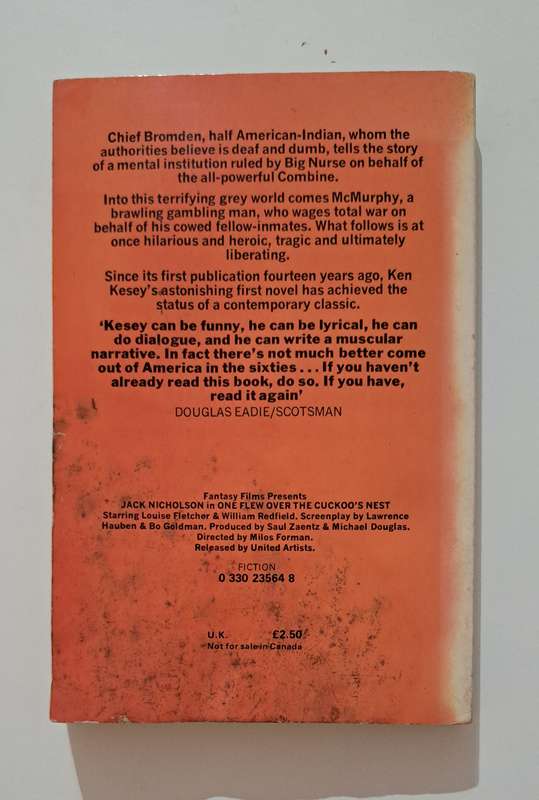 Chief Bromden, half American-Indian, whom the
authorities believe is deaf and dumb, tells the story
of a mental institution ruled by Big Nurse on behalf of
the all-powerful Combine.
Into this terrifying grey world comes McMurphy, a
brawling gambling man, who wages total war on
behalf of his cowed fellow-inmates. What follows is at
once hilarious and heroic, tragic and ultimately
liberating.
Since its first publication fourteen years ago, Ken
Kesey's astonishing first novel has achieved the
status of a contemporary classic.
'Kesey can be funny, he can be lyrical, he can
do dialogue, and he can write a muscular
narrative. In fact there's not much better come
out of America in the sixties ... If you haven't
already read this book, do so. If you have,
read it again'
DOUGLAS EADIE/SCOTSMAN
Fantasy Films Presents
JACK NICHOLSON in ONE FLEW OVER THE CUCKOO'S NEST
Starring Louise Fletcher & William Redfield. Screenplay by Lawrence
Hauben & Bo Goldman. Produced by Saul Zaentz & Michael Douglas.
Directed by Milos Forman.
Released by United Artists.
FICTION
0 330 23564 8
U.K. £2.50
Not for sale in Canada